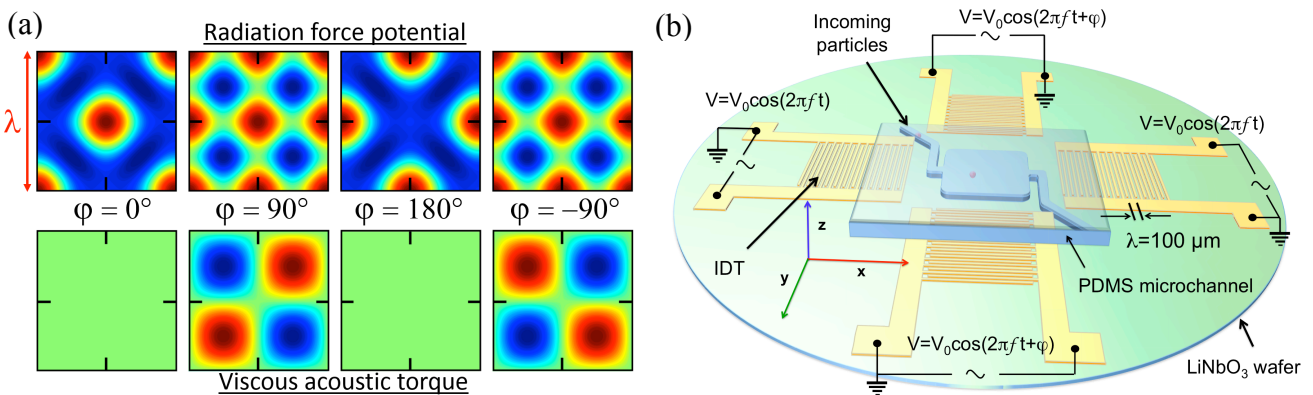 (a)
Radiation force potential
λ
φ = 0°
φ = 90°
φ = 180°
φ = –90°
Viscous acoustic torque
(b)
V=V₀cos(2πft+φ)
Incoming
particles
V=V₀cos(2πft)
V=V₀cos(2πft)
z
λ=100 µm
IDT
x
y
PDMS microchannel
V=V₀cos(2πft+φ)
LiNbO₃ wafer